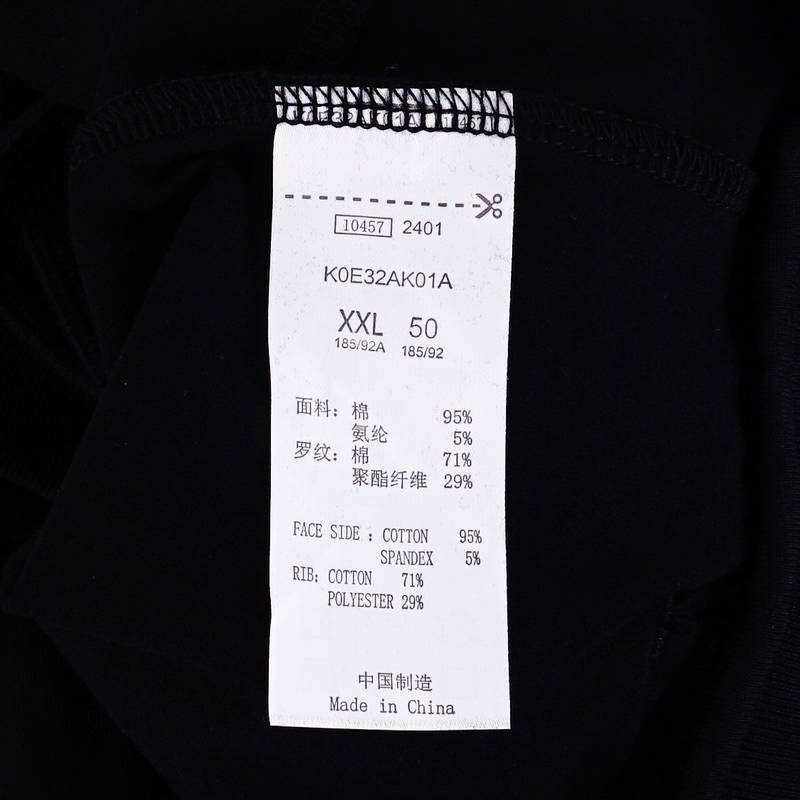 10457 2401
K0E32AK01A
XXL 50
185/92A 185/92
面料: 棉 95%
氨纶 5%
罗纹: 棉 71%
聚酯纤维 29%
FACE SIDE : COTTON 95%
SPANDEX 5%
RIB: COTTON 71%
POLYESTER 29%
中国制造
Made in China